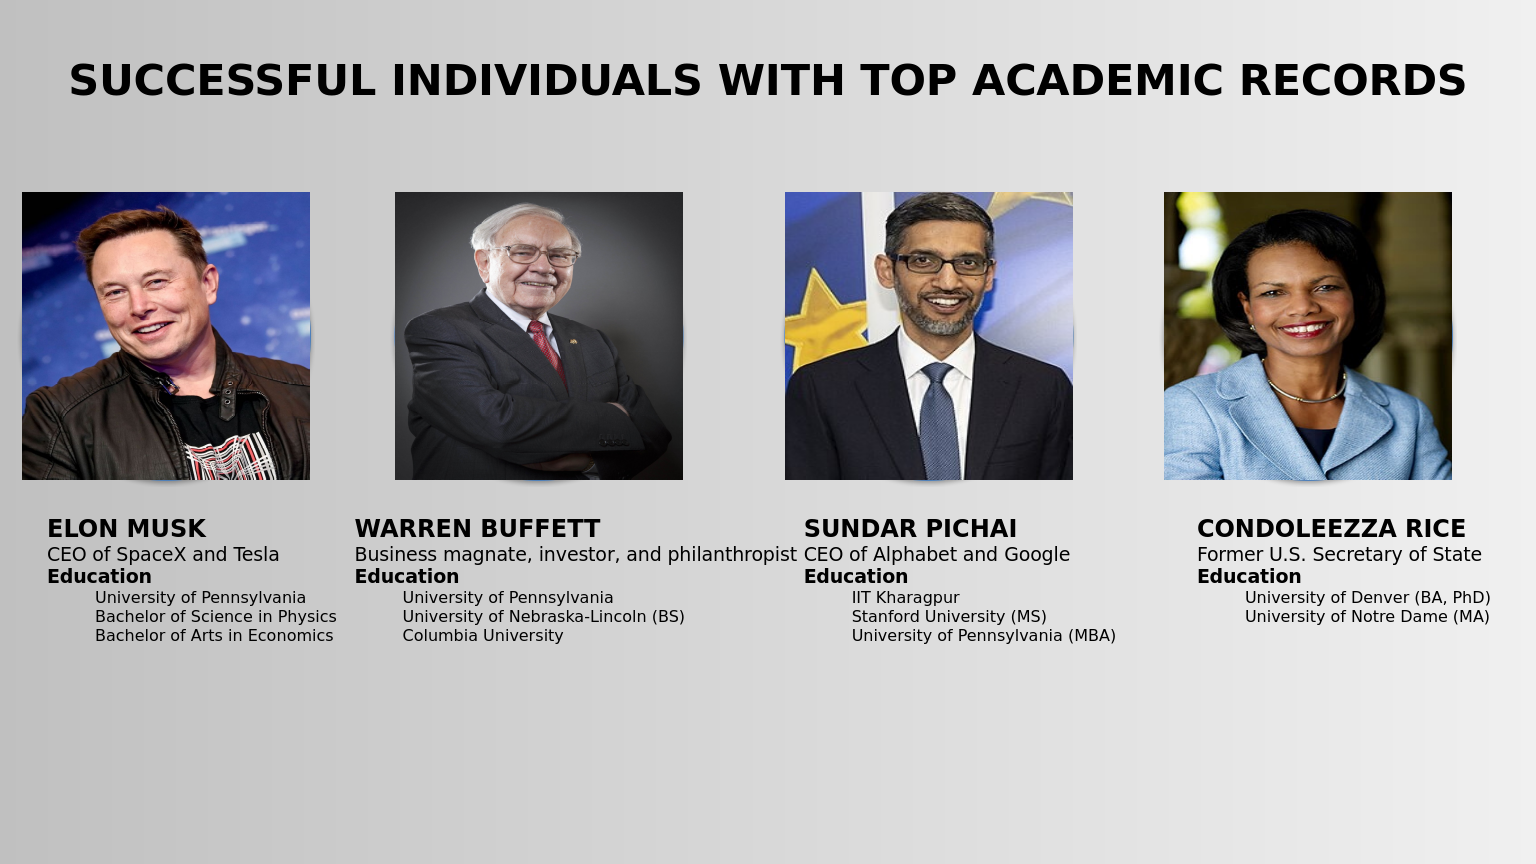 SUCCESSFUL INDIVIDUALS WITH TOP ACADEMIC RECORDS
ELON MUSK
CEO of SpaceX and Tesla
Education
University of Pennsylvania
Bachelor of Science in Physics
Bachelor of Arts in Economics
WARREN BUFFETT
Business magnate, investor, and philanthropist
Education
University of Pennsylvania
University of Nebraska-Lincoln (BS)
Columbia University
SUNDAR PICHAI
CEO of Alphabet and Google
Education
IIT Kharagpur
Stanford University (MS)
University of Pennsylvania (MBA)
CONDOLEEZZA RICE
Former U.S. Secretary of State
Education
University of Denver (BA, PhD)
University of Notre Dame (MA)